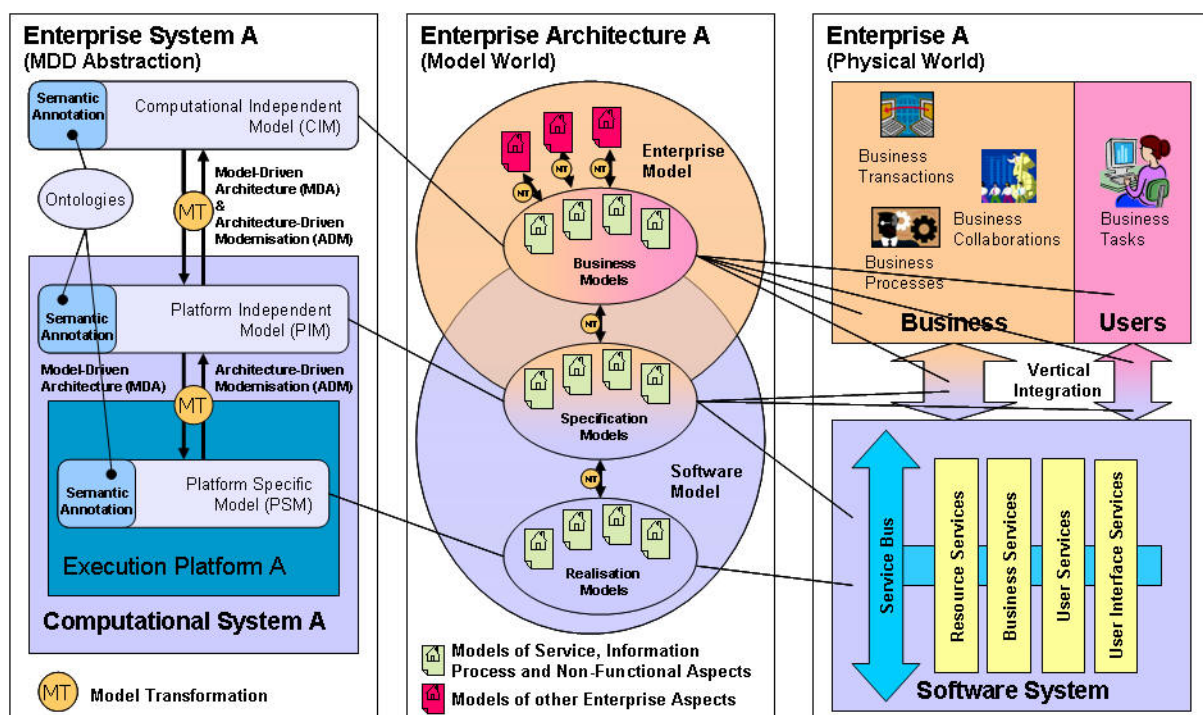 Enterprise System A
(MDD Abstraction)
Semantic
Annotation
Computational Independent
Model (CIM)
Ontologies
MT
Model-Driven
Architecture (MDA)
&
Architecture-Driven
Modernisation (ADM)
Semantic
Annotation
Platform Independent
Model (PIM)
Model-Driven
Architecture (MDA)
MT
Architecture-Driven
Modernisation (ADM)
Semantic
Annotation
Platform Specific
Model (PSM)
Execution Platform A
Computational System A
MT
Model Transformation
Enterprise Architecture A
(Model World)
MT
MT
MT
Enterprise
Model
Business
Models
MT
Specification
Models
MT
Software
Model
Realisation
Models
Models of Service, Information
Process and Non-Functional Aspects
Models of other Enterprise Aspects
Enterprise A
(Physical World)
Business
Transactions
Business
Collaborations
Business
Processes
Business
Business
Tasks
Users
Vertical
Integration
Service Bus
Resource Services
Business Services
User Services
User Interface Services
Software System